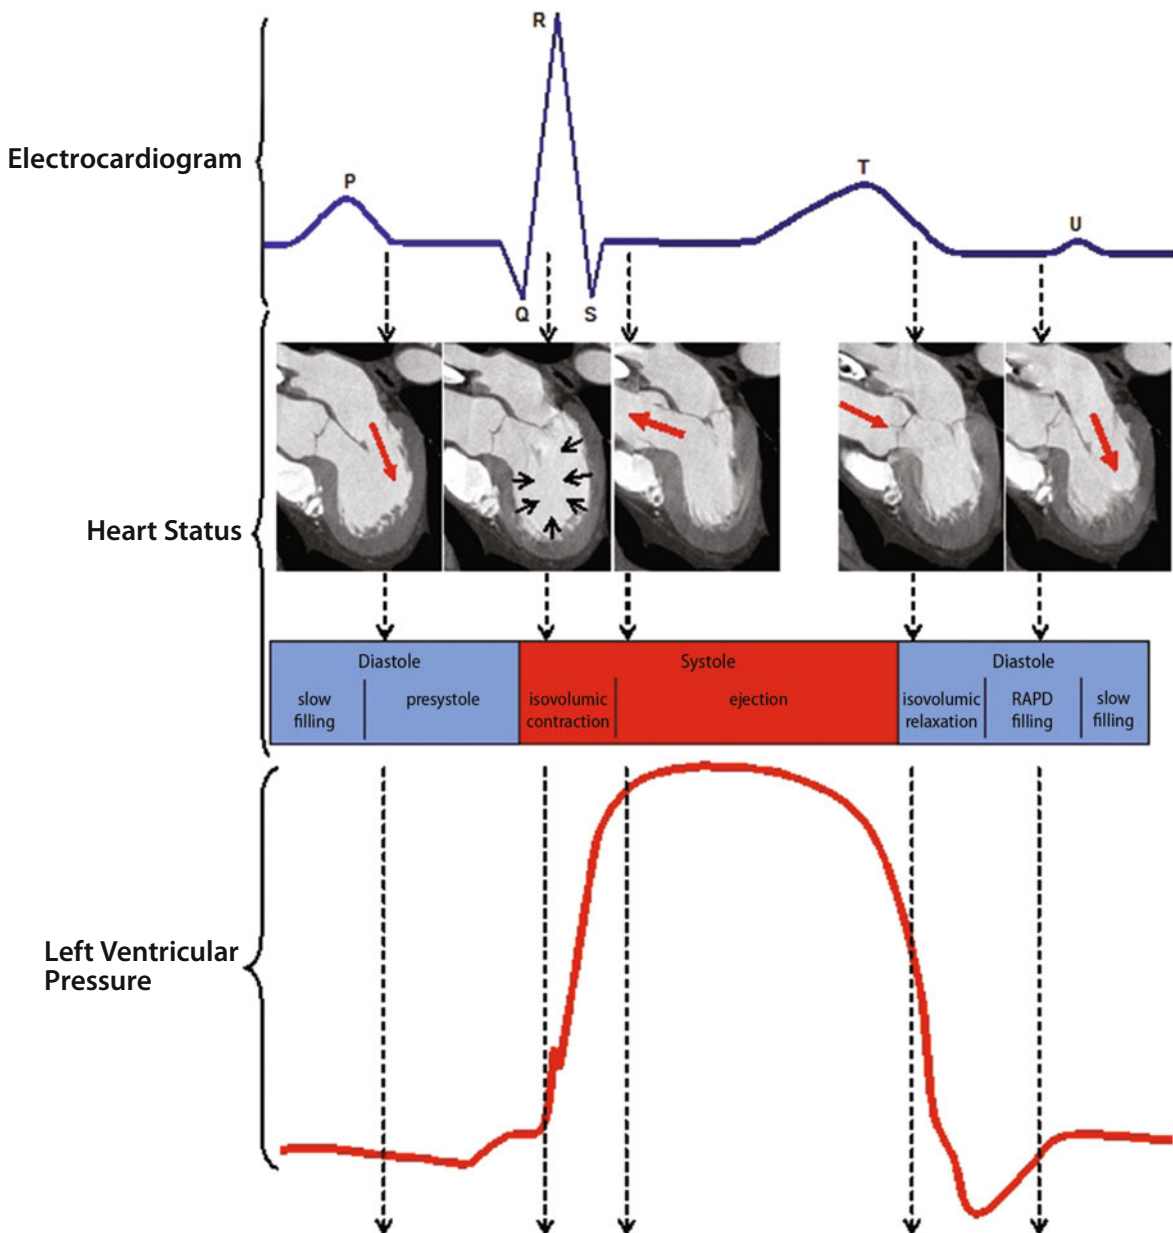 R
Electrocardiogram
P
T
U
Q
S
Heart Status
Diastole
Systole
Diastole
slow
filling
presystole
isovolumic
contraction
ejection
isovolumic
relaxation
RAPD
filling
slow
filling
Left Ventricular
Pressure